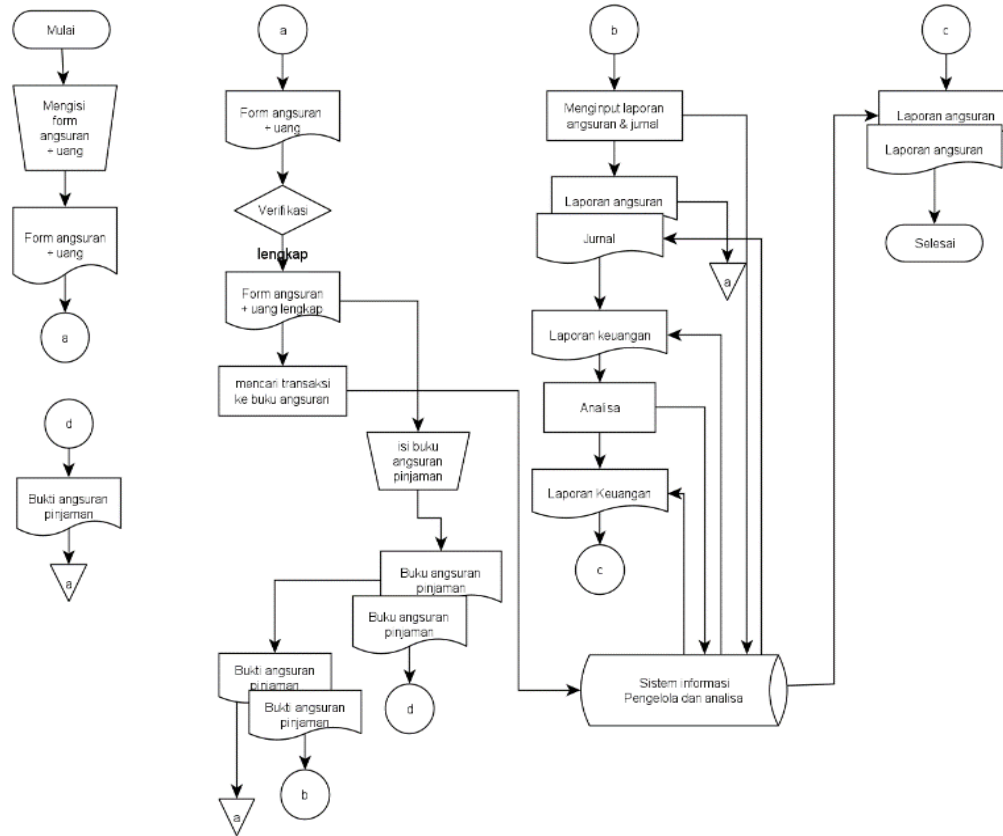 Mulai
Mengisi
form
angsuran
+ uang
Form angsuran
+ uang
a
d
Bukti angsuran
pinjaman
a
a
Form angsuran
+ uang
Verifikasi
lengkap
Form angsuran
+ uang lengkap
mencari transaksi
ke buku angsuran
isi buku
angsuran
pinjaman
Buku angsuran
pinjaman
Buku angsuran
pinjaman
d
Bukti angsuran
pinjaman
Bukti angsuran
pinjaman
a
b
b
Menginput laporan
angsuran & jurnal
Laporan angsuran
Jurnal
a
Laporan keuangan
Analisa
Laporan Keuangan
c
Sistem informasi
Pengelola dan analisa
c
Laporan angsuran
Laporan angsuran
Selesai